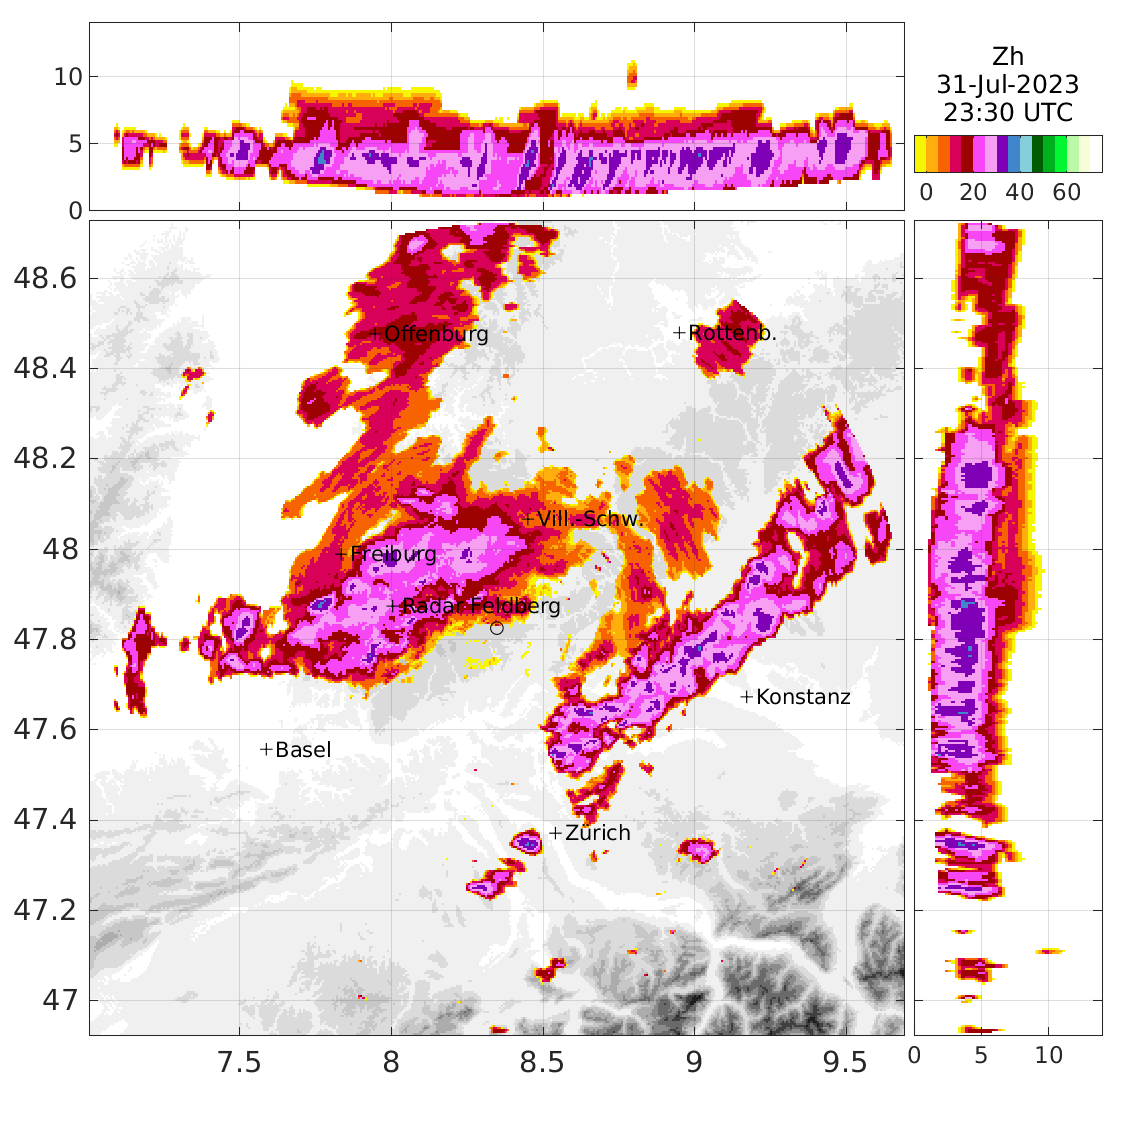 10
5
0
Zh
31-Jul-2023
23:30 UTC
0 20 40 60
48.6
48.4
48.2
48
47.8
47.6
47.4
47.2
47
+Offenburg
+Rottenb.
+Vill.-Schw.
+Freiburg
+Radar Feldberg
+Konstanz
+Basel
+Zürich
7.5 8 8.5 9 9.5
0 5 10